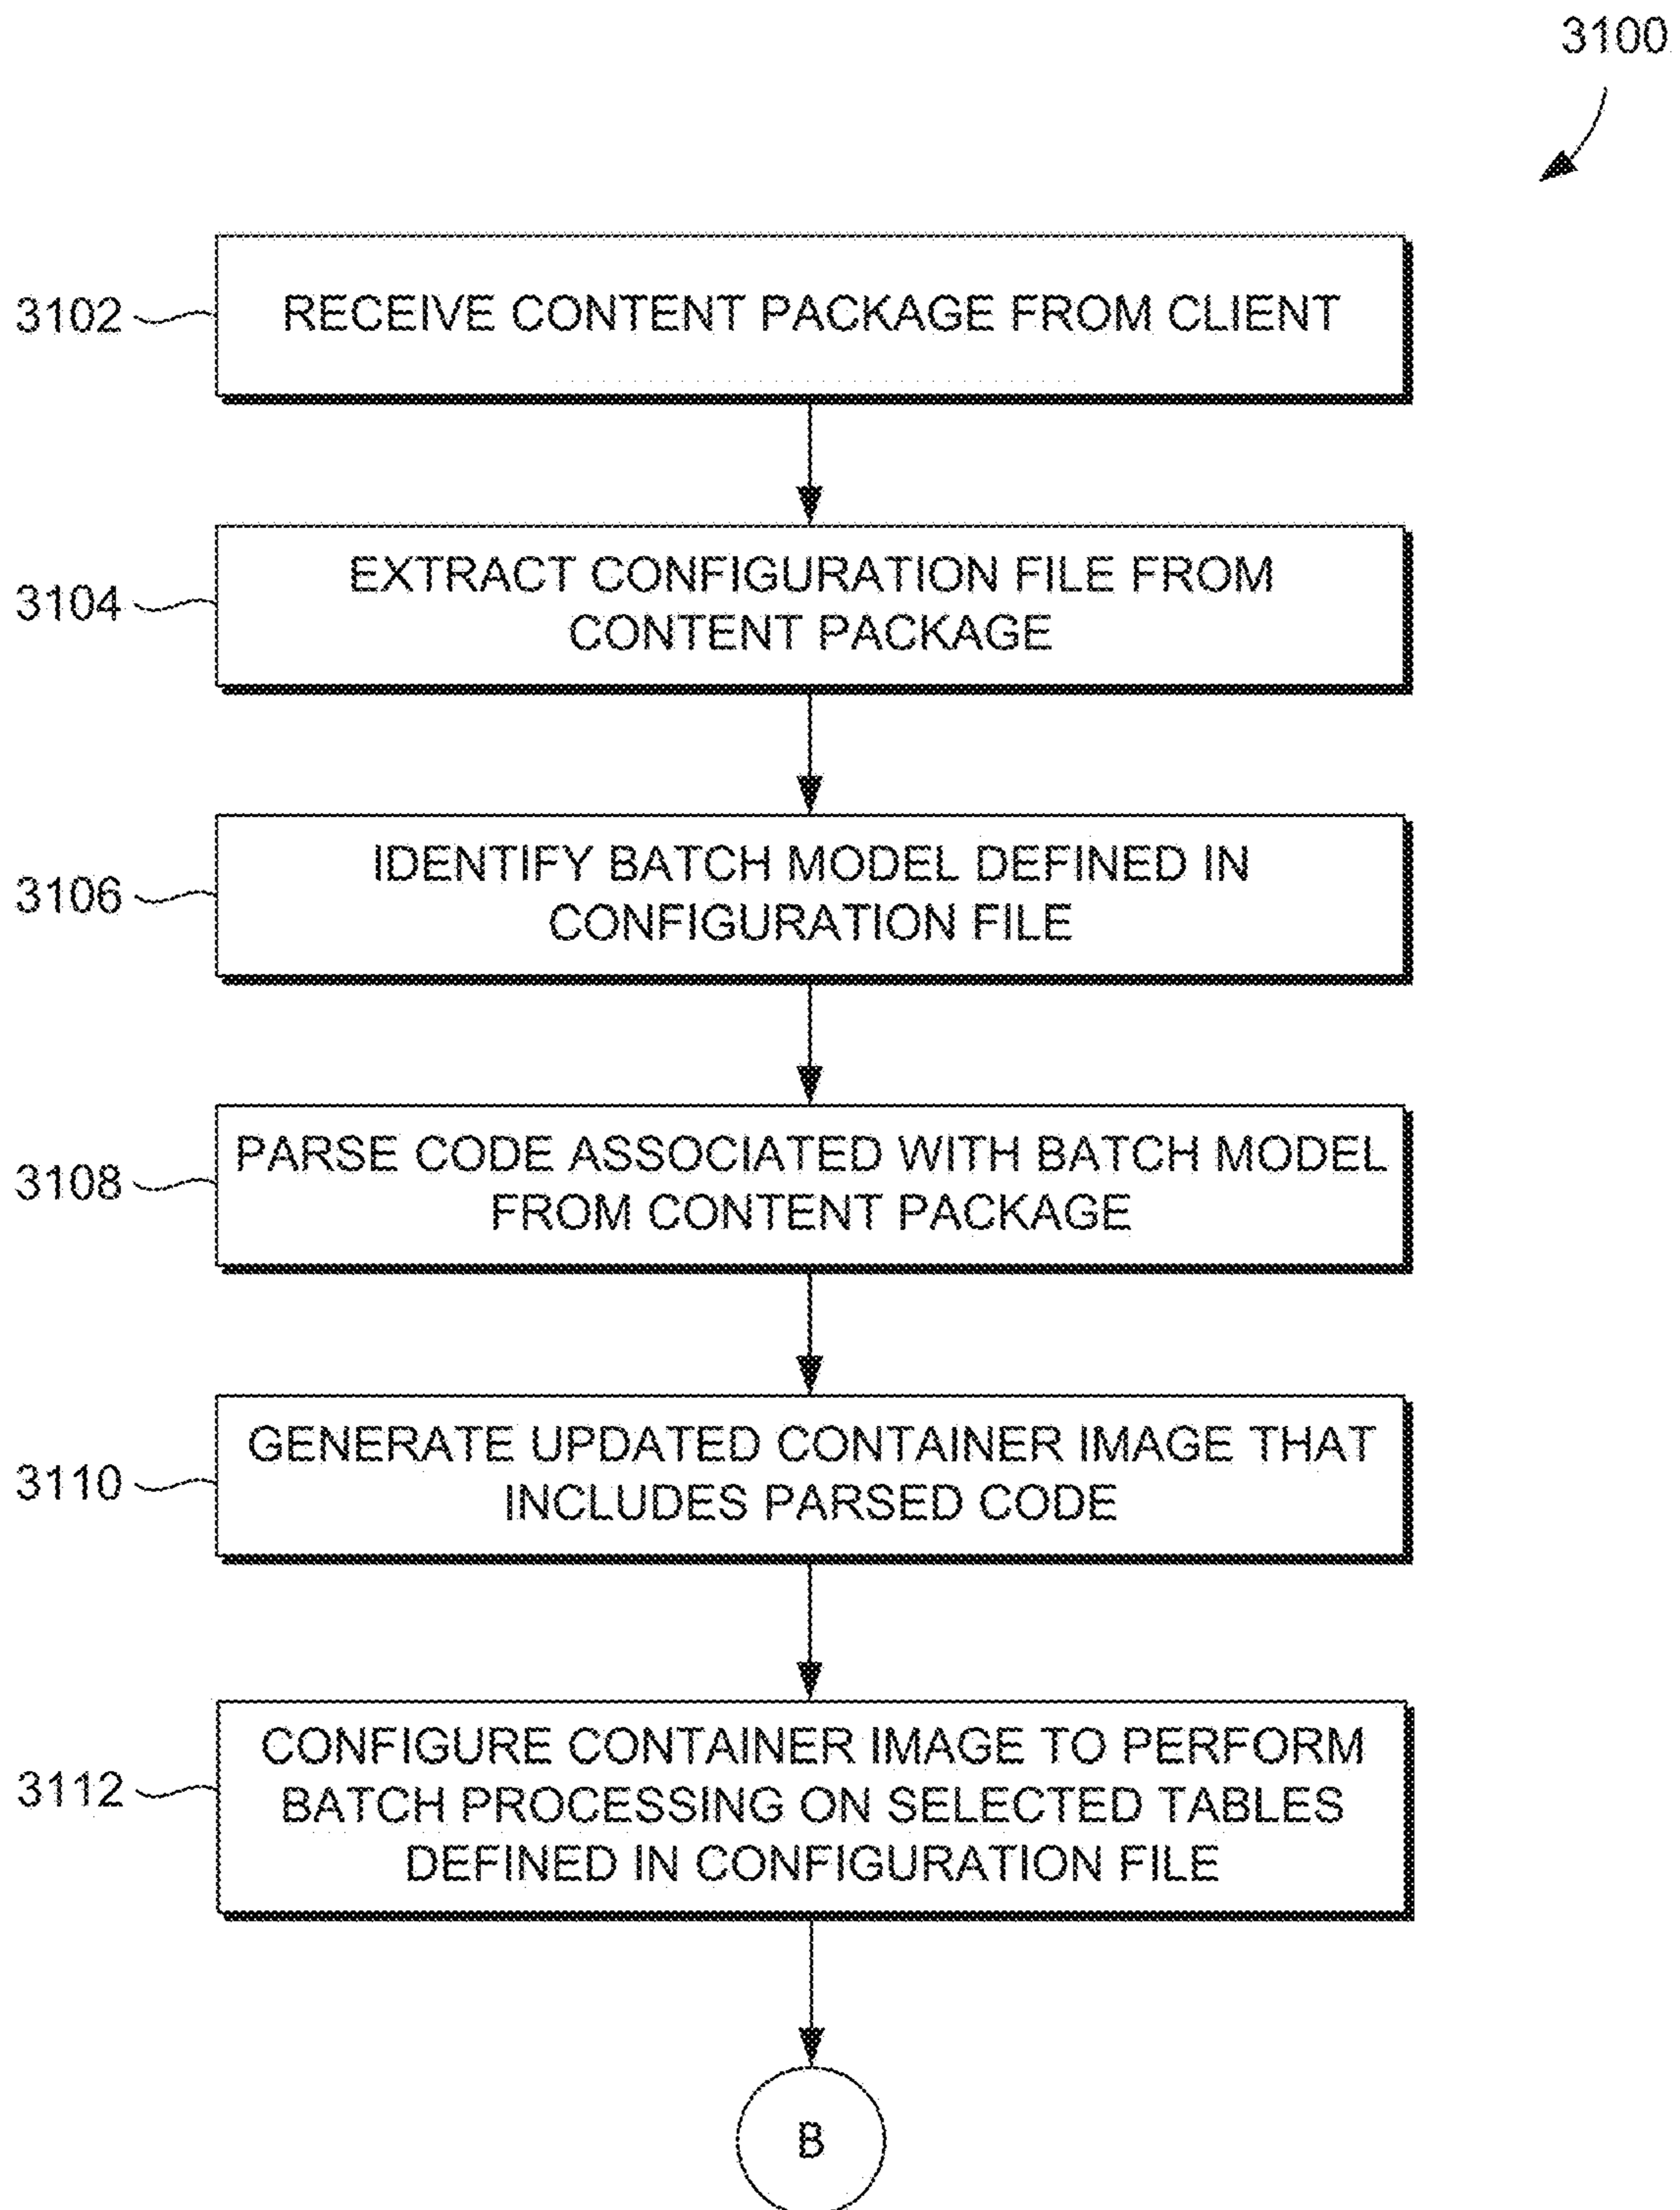 3100
3102
RECEIVE CONTENT PACKAGE FROM CLIENT
3104
EXTRACT CONFIGURATION FILE FROM
CONTENT PACKAGE
3106
IDENTIFY BATCH MODEL DEFINED IN
CONFIGURATION FILE
3108
PARSE CODE ASSOCIATED WITH BATCH MODEL
FROM CONTENT PACKAGE
3110
GENERATE UPDATED CONTAINER IMAGE THAT
INCLUDES PARSED CODE
3112
CONFIGURE CONTAINER IMAGE TO PERFORM
BATCH PROCESSING ON SELECTED TABLES
DEFINED IN CONFIGURATION FILE
B